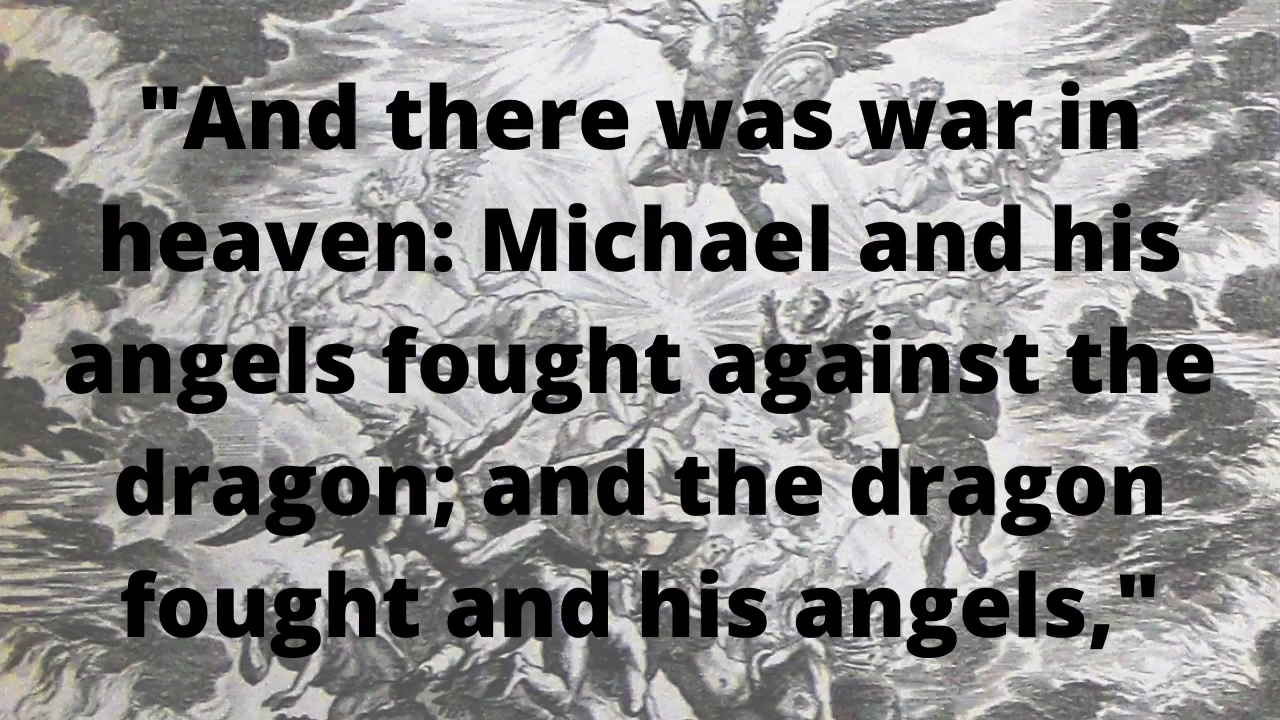 "And there was war in
heaven: Michael and his
angels fought against the
dragon; and the dragon
fought and his angels,"